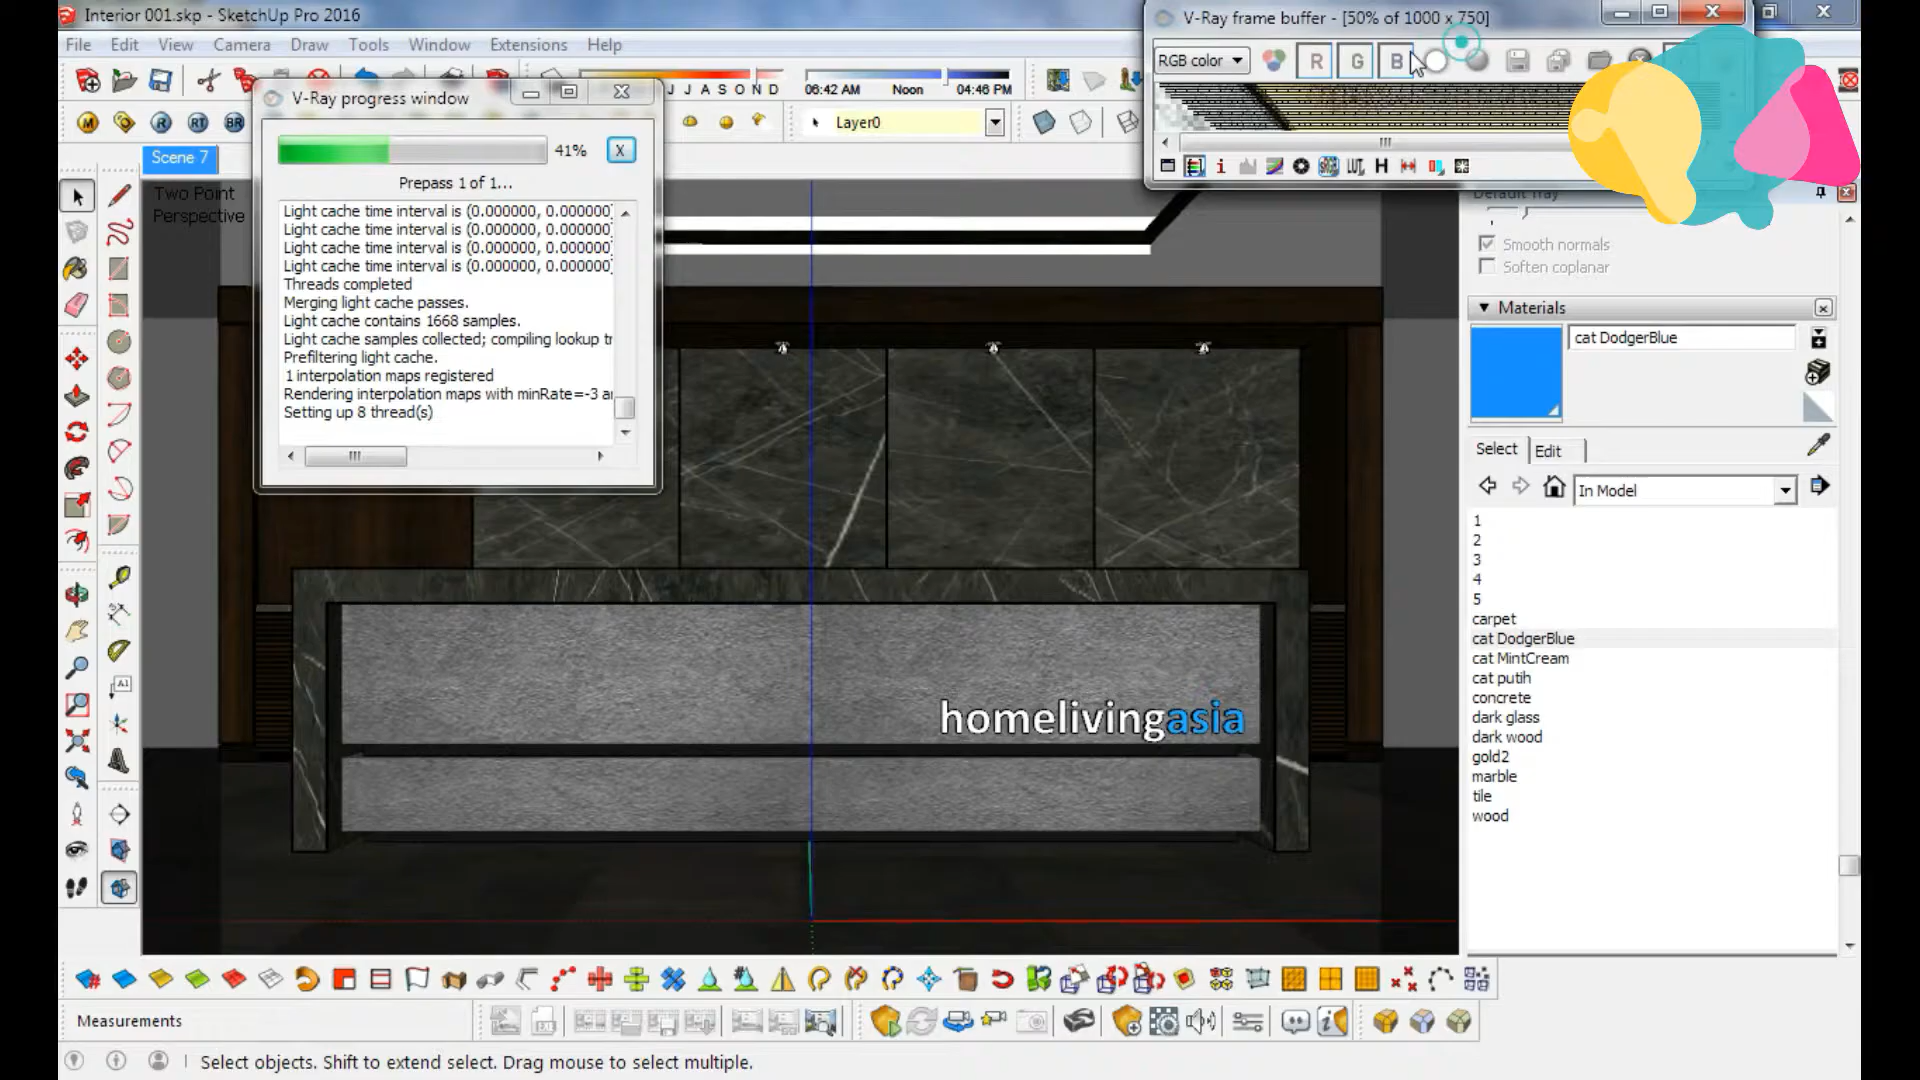 Interior 001.skp - SketchUp Pro 2016
V-Ray frame buffer - [50% of 1000 x 750]
File Edit View Camera Draw Tools Window Extensions Help
RGB color R G B
V-Ray progress window
J A S O N D 06:42 AM Noon 04:46 PM
M R RT BR
Layer0
41% X
Scene 7
Prepass 1 of 1...
Two Point
Perspective
Light cache time interval is (0.000000, 0.000000)
Light cache time interval is (0.000000, 0.000000)
Light cache time interval is (0.000000, 0.000000)
Light cache time interval is (0.000000, 0.000000)
Threads completed
Merging light cache passes.
Light cache contains 1668 samples.
Light cache samples collected; compiling lookup tr
Prefiltering light cache.
1 interpolation maps registered
Rendering interpolation maps with minRate=-3 ar
Setting up 8 thread(s)
i LUT H
Default Tray
Smooth normals
Soften coplanar
Materials
cat DodgerBlue
Select Edit
In Model
1
2
3
4
5
carpet
cat DodgerBlue
cat MintCream
cat putih
concrete
dark glass
dark wood
gold2
marble
tile
wood
homelivingasia
A1
Measurements
Select objects. Shift to extend select. Drag mouse to select multiple.